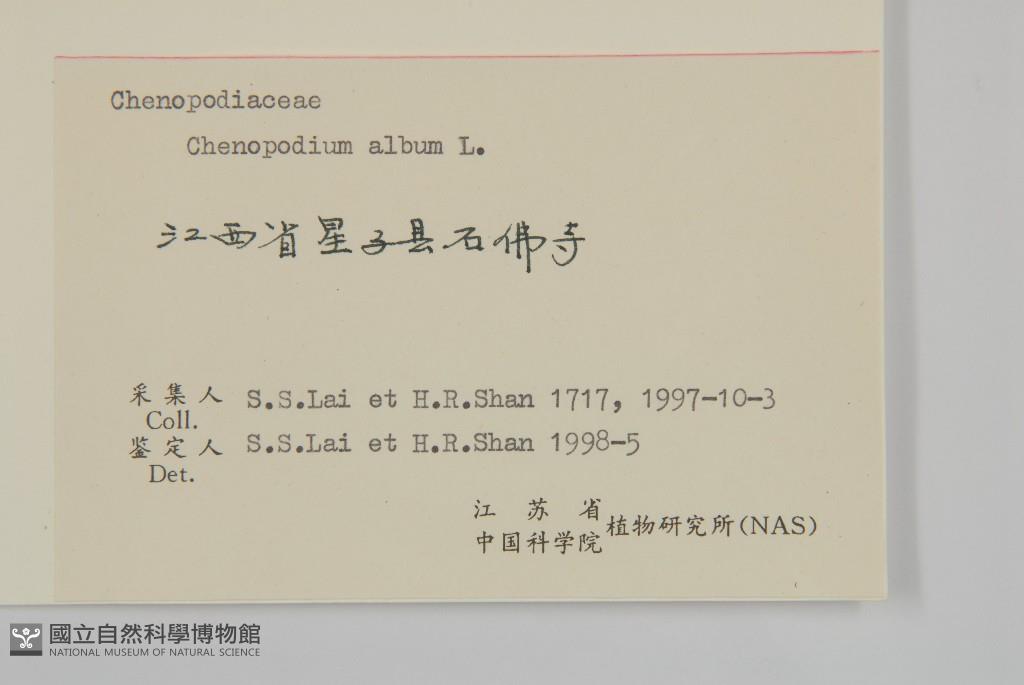 Chenopodiaceae
Chenopodium album L.
江西省星子县石佛寺
采集人 S.S.Lai et H.R.Shan 1717, 1997-10-3
Coll.
鉴定人 S.S.Lai et H.R.Shan 1998-5
Det.
江苏省
中国科学院
植物研究所(NAS)
國立自然科學博物館
NATIONAL MUSEUM OF NATURAL SCIENCE